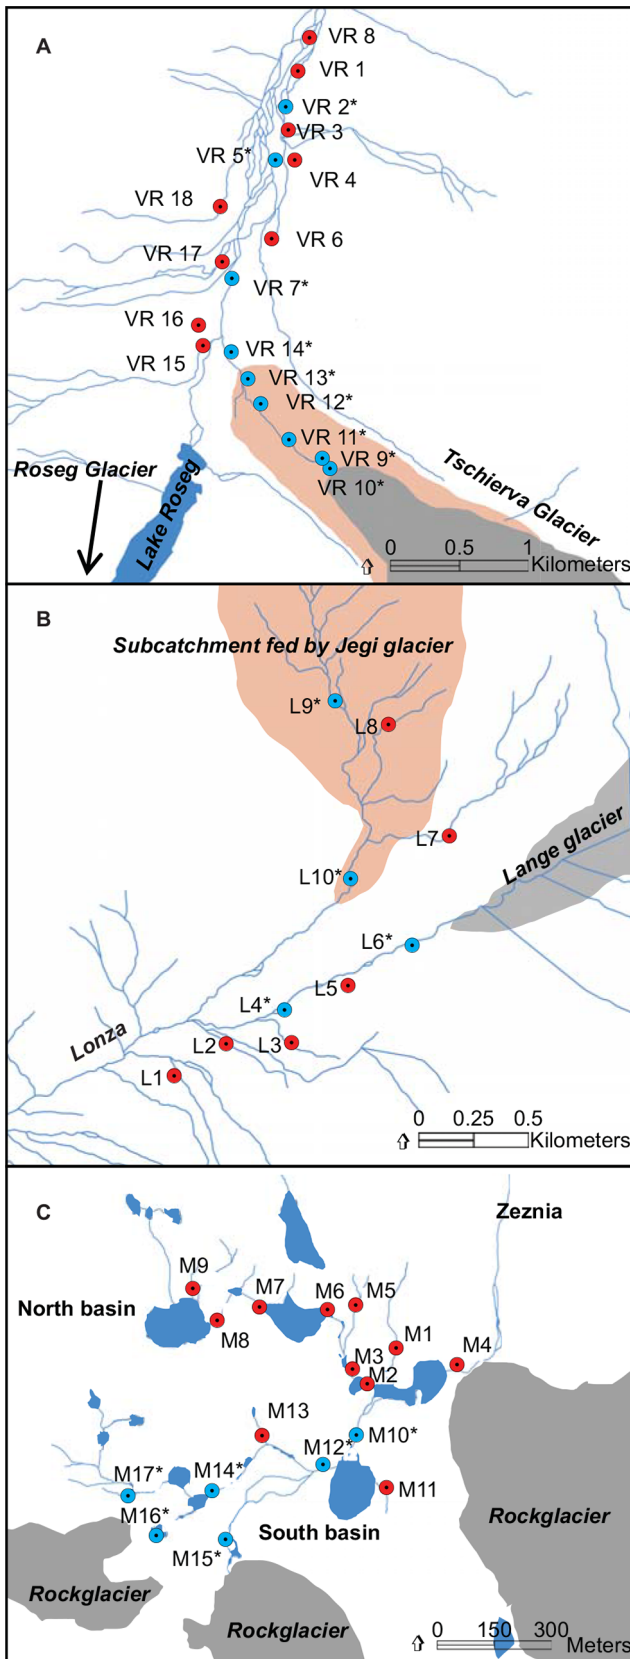 A
VR 8
VR 1
VR 2*
VR 3
VR 5*
VR 4
VR 18
VR 6
VR 17
VR 7*
VR 16
VR 14*
VR 15
VR 13*
VR 12*
VR 11*
VR 9*
VR 10*
Roseg Glacier
Lake Roseg
Tschierva Glacier
0 0.5 1
Kilometers
B
Subcatchment fed by Jegi glacier
L9*
L8
L7
Lange glacier
L10*
L6*
L5
L4*
Lonza
L2
L3
L1
0 0.25 0.5
Kilometers
C
Zeznia
M9
M7
M6
M5
North basin
M8
M1
M3
M4
M2
M13
M10*
M12*
M17*
M14*
M11
M16*
South basin
Rockglacier
M15*
Rockglacier
Rockglacier
0 150 300
Meters